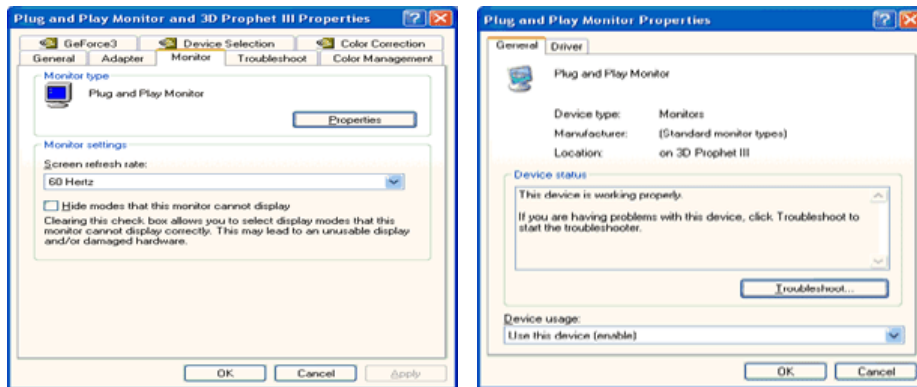 Plug and Play Monitor and 3D Prophet III Properties
GeForce3 Device Selection Color Correction
General Adapter Monitor Troubleshoot Color Management
Monitor type
Plug and Play Monitor
Properties
Monitor settings
Screen refresh rate:
60 Hertz
Hide modes that this monitor cannot display
Clearing this check box allows you to select display modes that this
monitor cannot display correctly. This may lead to an unusable display
and/or damaged hardware.
OK Cancel Apply
Plug and Play Monitor Properties
General Driver
Plug and Play Monitor
Device type: Monitors
Manufacturer: (Standard monitor types)
Location: on 3D Prophet III
Device status
This device is working properly.
If you are having problems with this device, click Troubleshoot to
start the troubleshooter.
Troubleshoot...
Device usage:
Use this device (enable)
OK Cancel